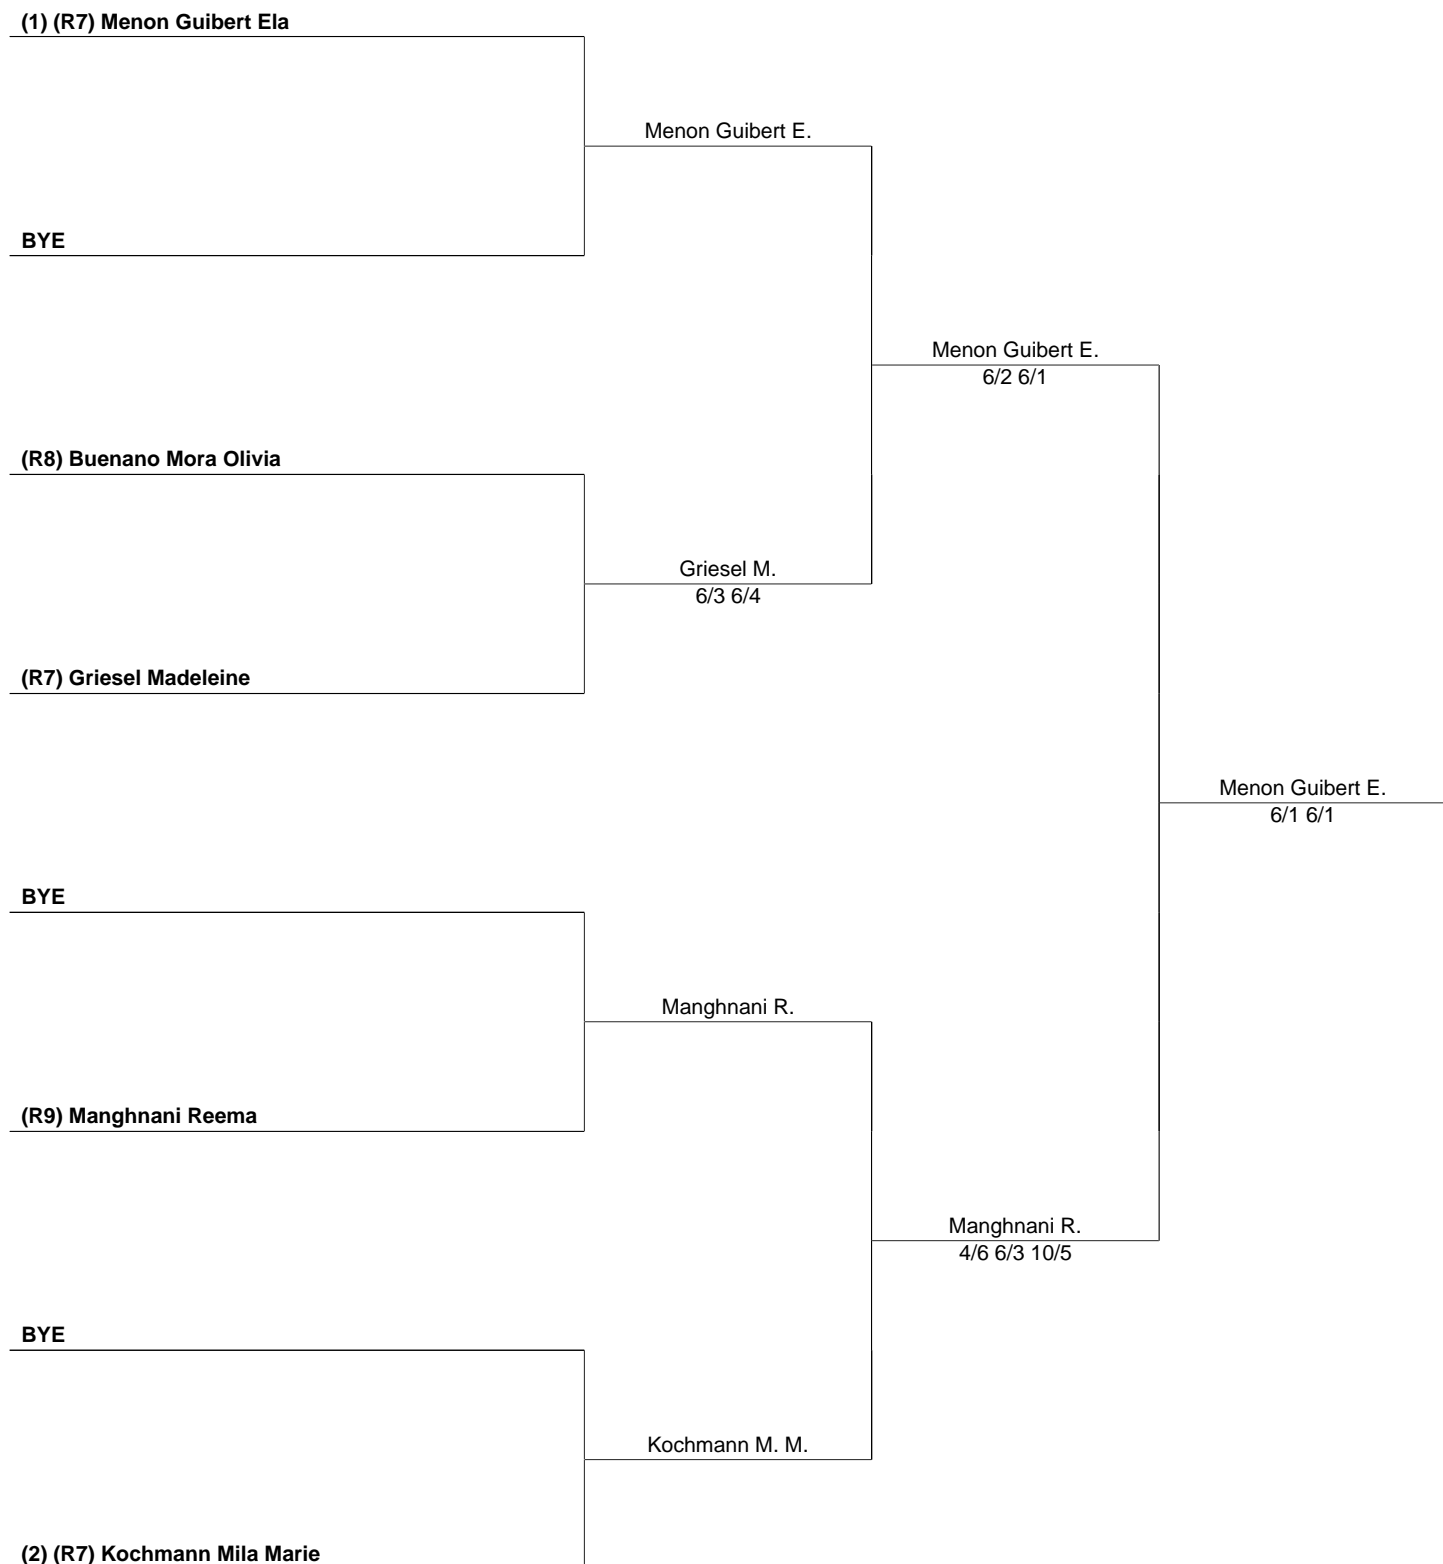 (1) (R7) Menon Guibert Ela
Menon Guibert E.
BYE
Menon Guibert E.
6/2 6/1
(R8) Buenano Mora Olivia
Griesel M.
6/3 6/4
(R7) Griesel Madeleine
Menon Guibert E.
6/1 6/1
BYE
Manghnani R.
(R9) Manghnani Reema
Manghnani R.
4/6 6/3 10/5
BYE
Kochmann M. M.
(2) (R7) Kochmann Mila Marie